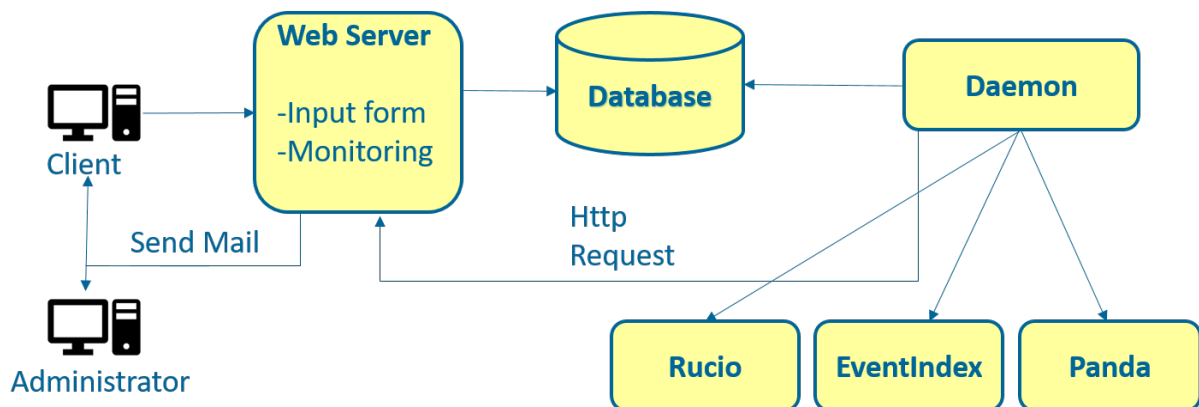 Web Server
-Input form
-Monitoring
Database
Daemon
Client
Send Mail
Http
Request
Administrator
Rucio
EventIndex
Panda